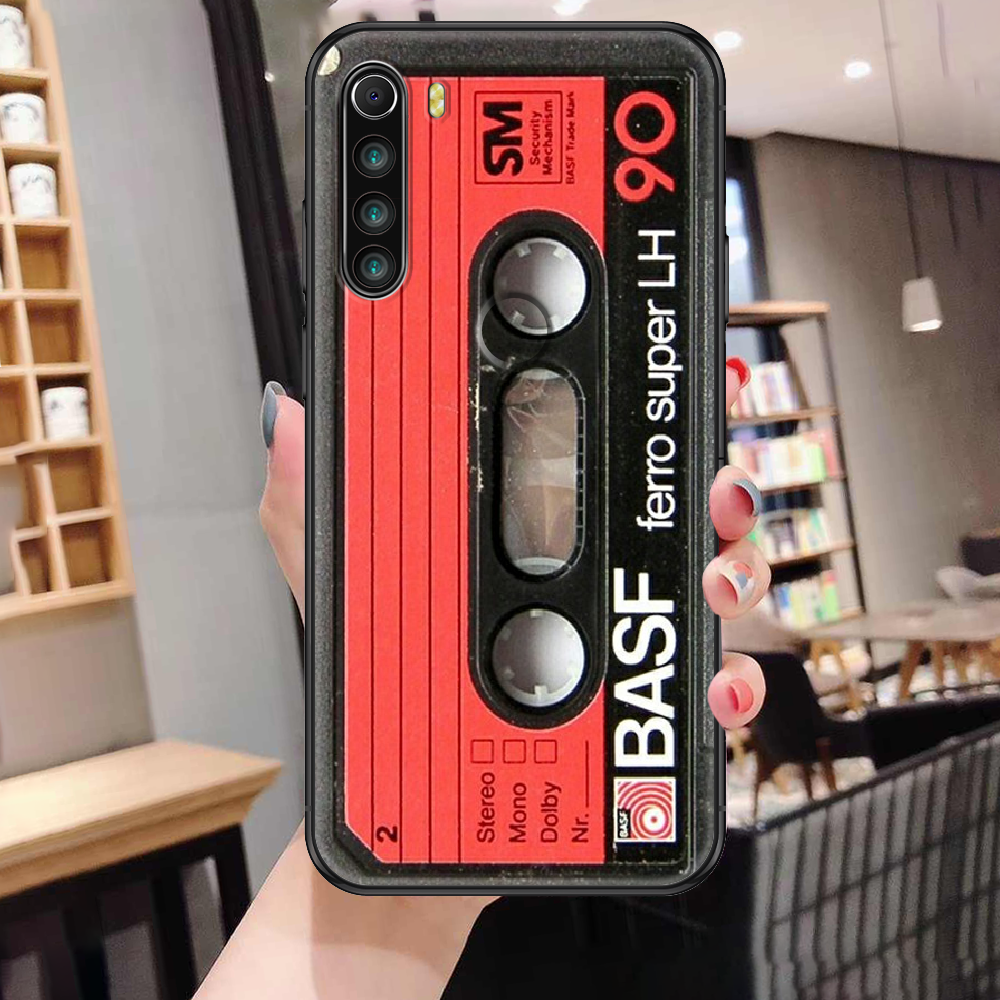 SM
Security
Mechanism
BASF Trade Mark
BASF
BASF ferro super LH 90
Stereo
Mono
Dolby
Nr.
2